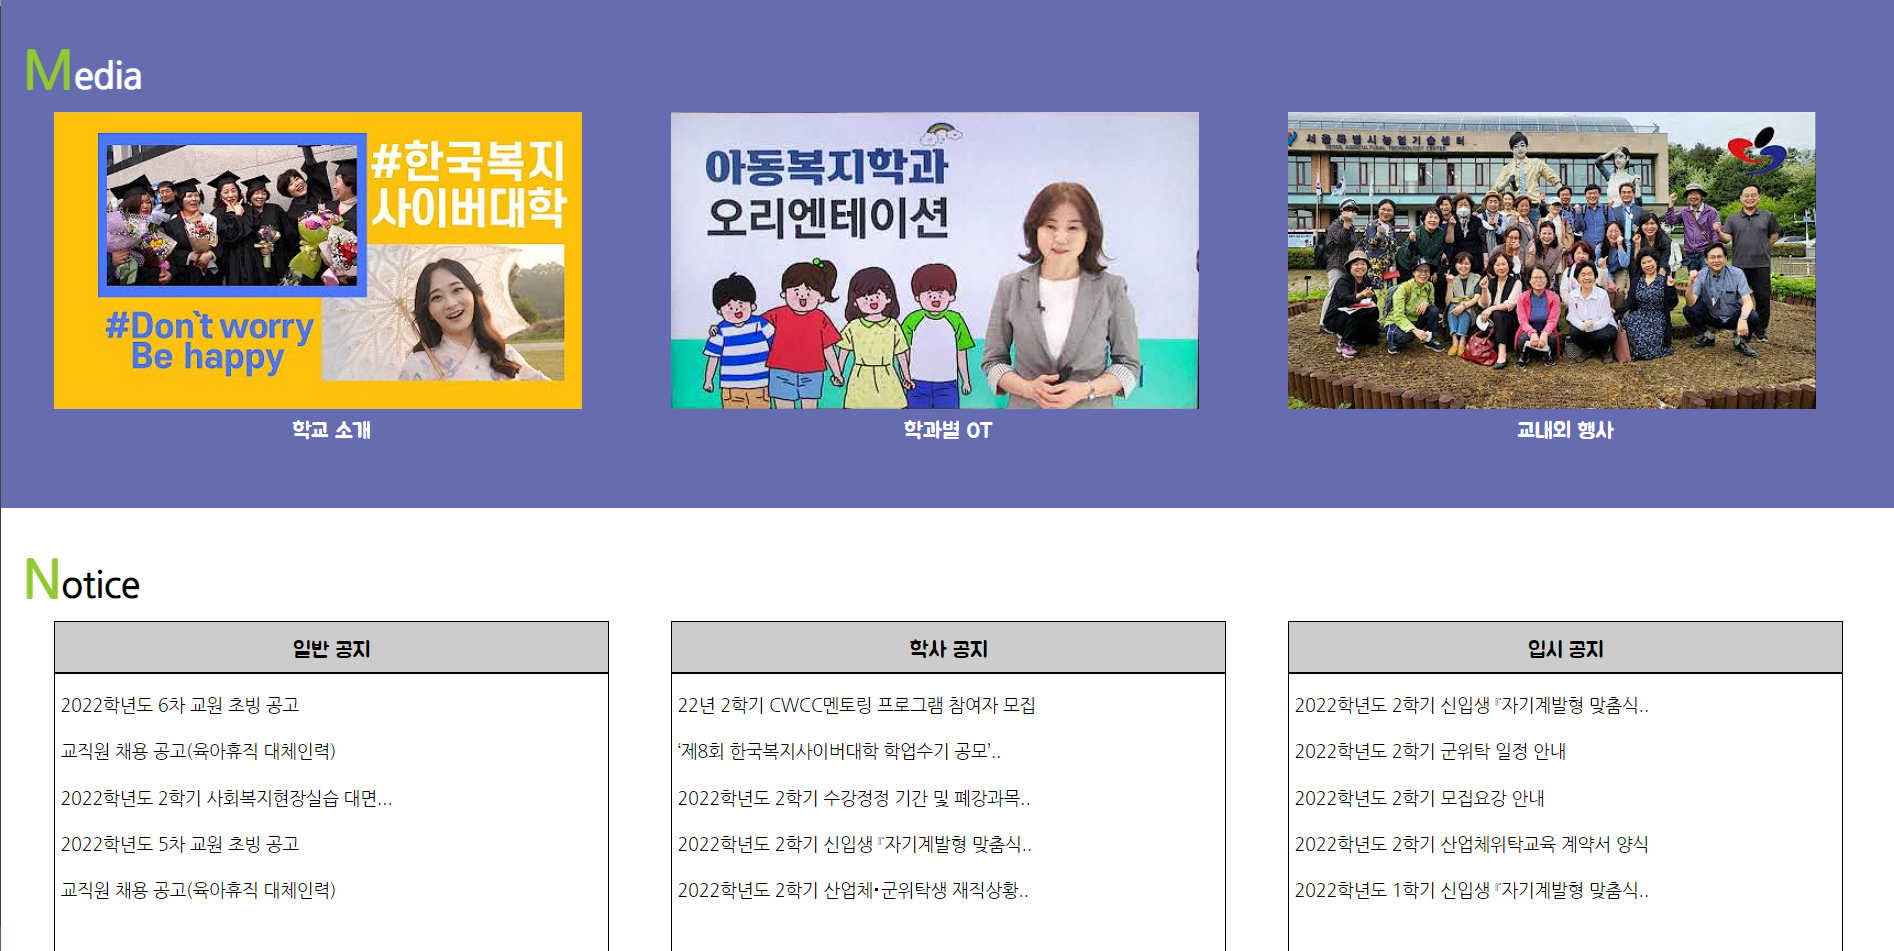 Media
#한국복지
사이버대학
#Don`t worry
Be happy
학교 소개
아동복지학과
오리엔테이션
학과별 OT
서울특별시농업기술센터
SEOUL AGRICULTURAL TECHNOLOGY CENTER
교내외 행사
Notice
일반 공지
2022학년도 6차 교원 초빙 공고
교직원 채용 공고(육아휴직 대체인력)
2022학년도 2학기 사회복지현장실습 대면...
2022학년도 5차 교원 초빙 공고
교직원 채용 공고(육아휴직 대체인력)
학사 공지
22년 2학기 CWCC멘토링 프로그램 참여자 모집
‘제8회 한국복지사이버대학 학업수기 공모’..
2022학년도 2학기 수강정정 기간 및 폐강과목..
2022학년도 2학기 신입생 『자기계발형 맞춤식..
2022학년도 2학기 산업체•군위탁생 재직상황..
입시 공지
2022학년도 2학기 신입생 『자기계발형 맞춤식..
2022학년도 2학기 군위탁 일정 안내
2022학년도 2학기 모집요강 안내
2022학년도 2학기 산업체위탁교육 계약서 양식
2022학년도 1학기 신입생 『자기계발형 맞춤식..